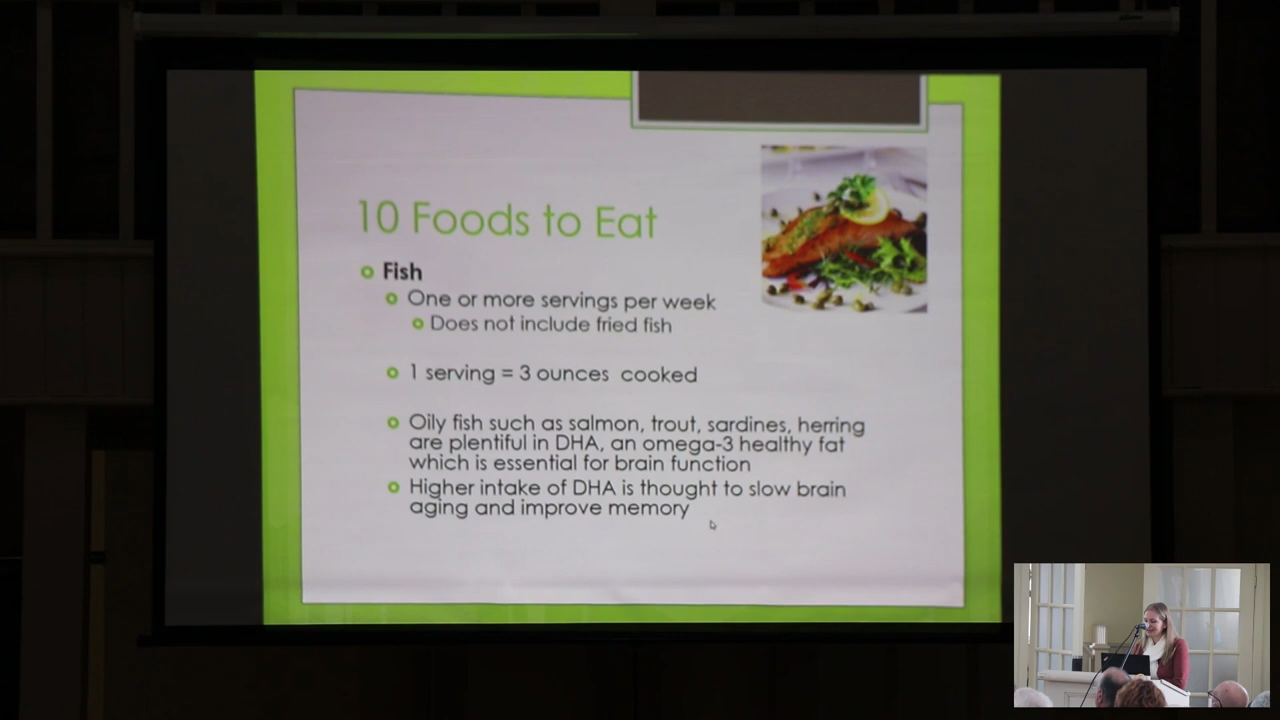 10 Foods to Eat
Fish
One or more servings per week
Does not include fried fish
1 serving = 3 ounces cooked
Oily fish such as salmon, trout, sardines, herring
are plentiful in DHA, an omega-3 healthy fat
which is essential for brain function
Higher intake of DHA is thought to slow brain
aging and improve memory